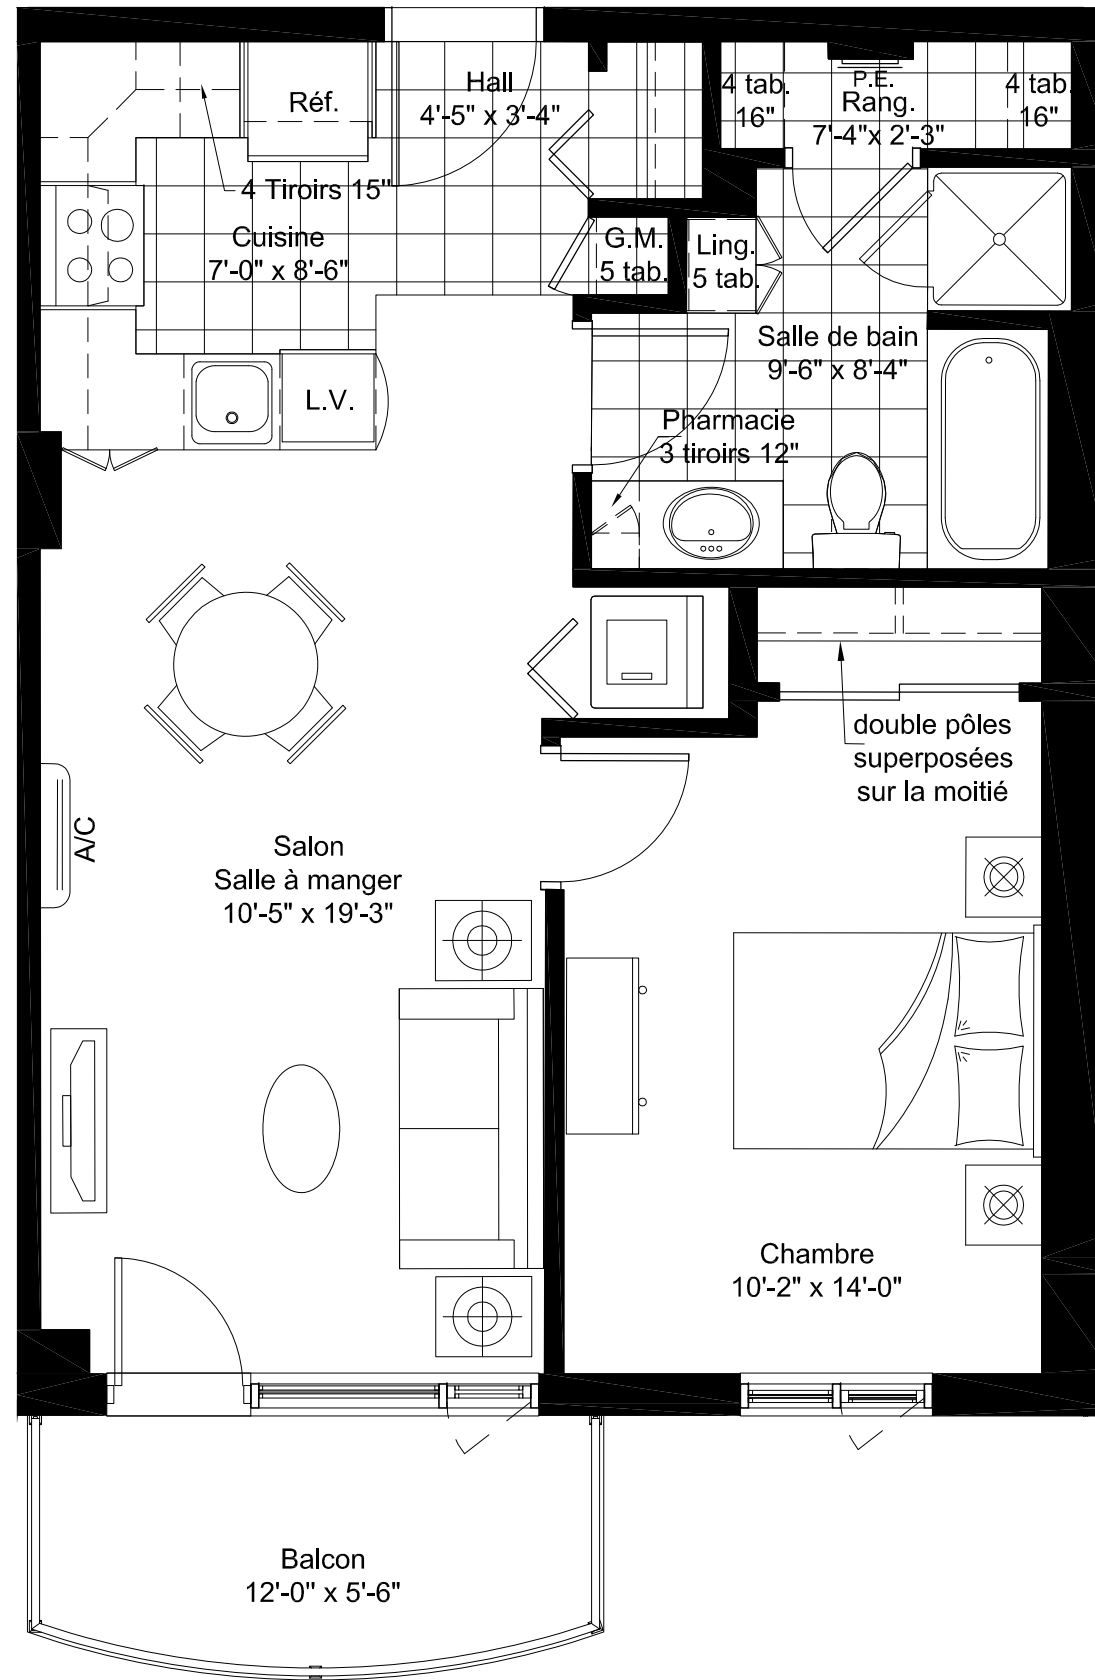 Hall
4'-5" x 3'-4"
Réf.
4 tab.
16"
P.E.
Rang.
7'-4"x 2'-3"
4 tab.
16"
4 Tiroirs 15"
Cuisine
7'-0" x 8'-6"
G.M.
5 tab.
Ling.
5 tab.
Salle de bain
9'-6" x 8'-4"
L.V.
Pharmacie
3 tiroirs 12"
double pôles
superposées
sur la moitié
A/C
Salon
Salle à manger
10'-5" x 19'-3"
Chambre
10'-2" x 14'-0"
Balcon
12'-0" x 5'-6"